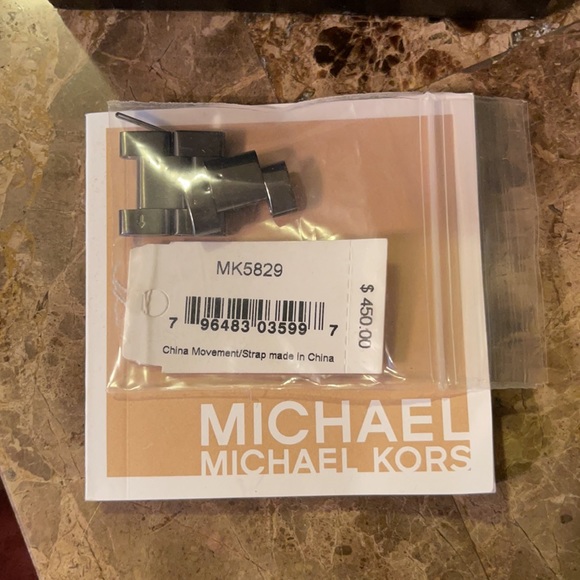 MK5829
7 96483 03599 7
$ 450.00
China Movement/Strap made in China
MICHAEL
MICHAEL KORS